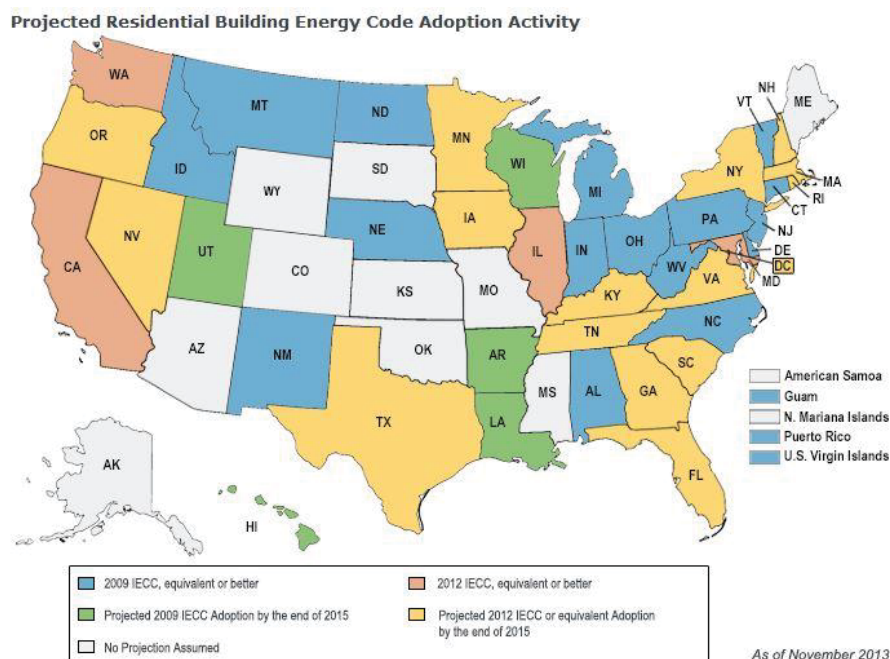 Projected Residential Building Energy Code Adoption Activity
WA
OR
CA
NV
ID
MT
WY
UT
AZ
CO
NM
ND
SD
NE
KS
OK
TX
MN
IA
MO
AR
LA
WI
IL
MI
IN
OH
KY
TN
MS
AL
GA
FL
SC
NC
VA
WV
PA
NY
VT
NH
ME
MA
RI
CT
NJ
DE
DC
MD
AK
HI
American Samoa
Guam
N. Mariana Islands
Puerto Rico
U.S. Virgin Islands
2009 IECC, equivalent or better
2012 IECC, equivalent or better
Projected 2009 IECC Adoption by the end of 2015
Projected 2012 IECC or equivalent Adoption
by the end of 2015
No Projection Assumed
As of November 2013